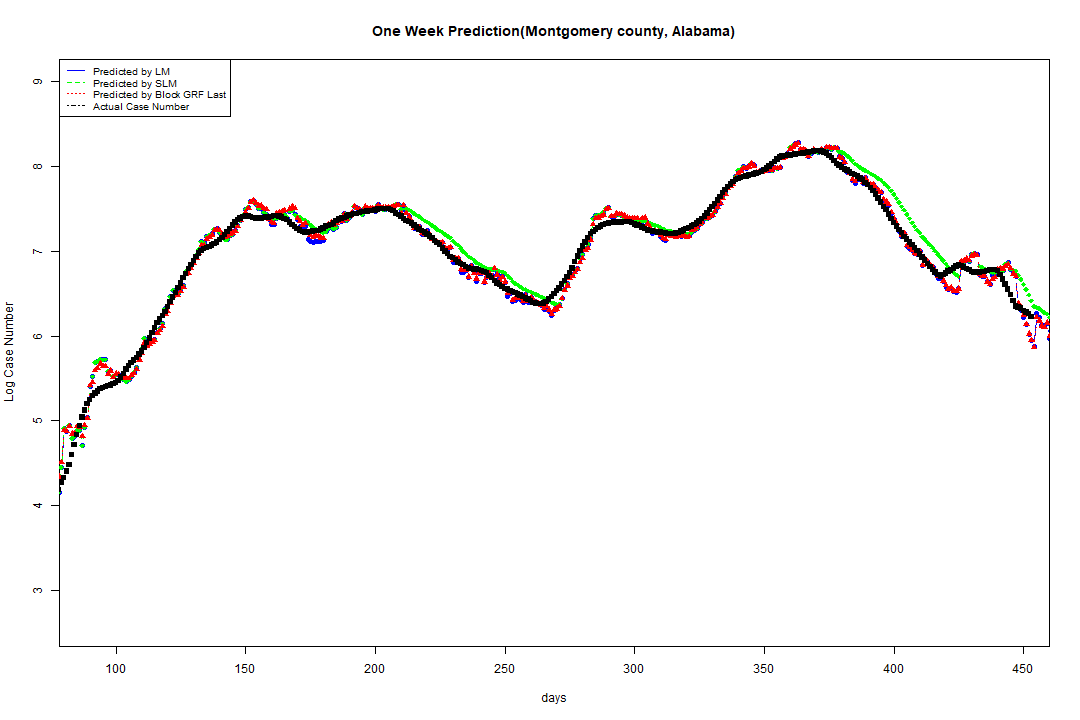 One Week Prediction(Montgomery county, Alabama)
Predicted by LM
Predicted by SLM
Predicted by Block GRF Last
Actual Case Number
9
8
7
6
5
4
3
Log Case Number
100 150 200 250 300 350 400 450
days